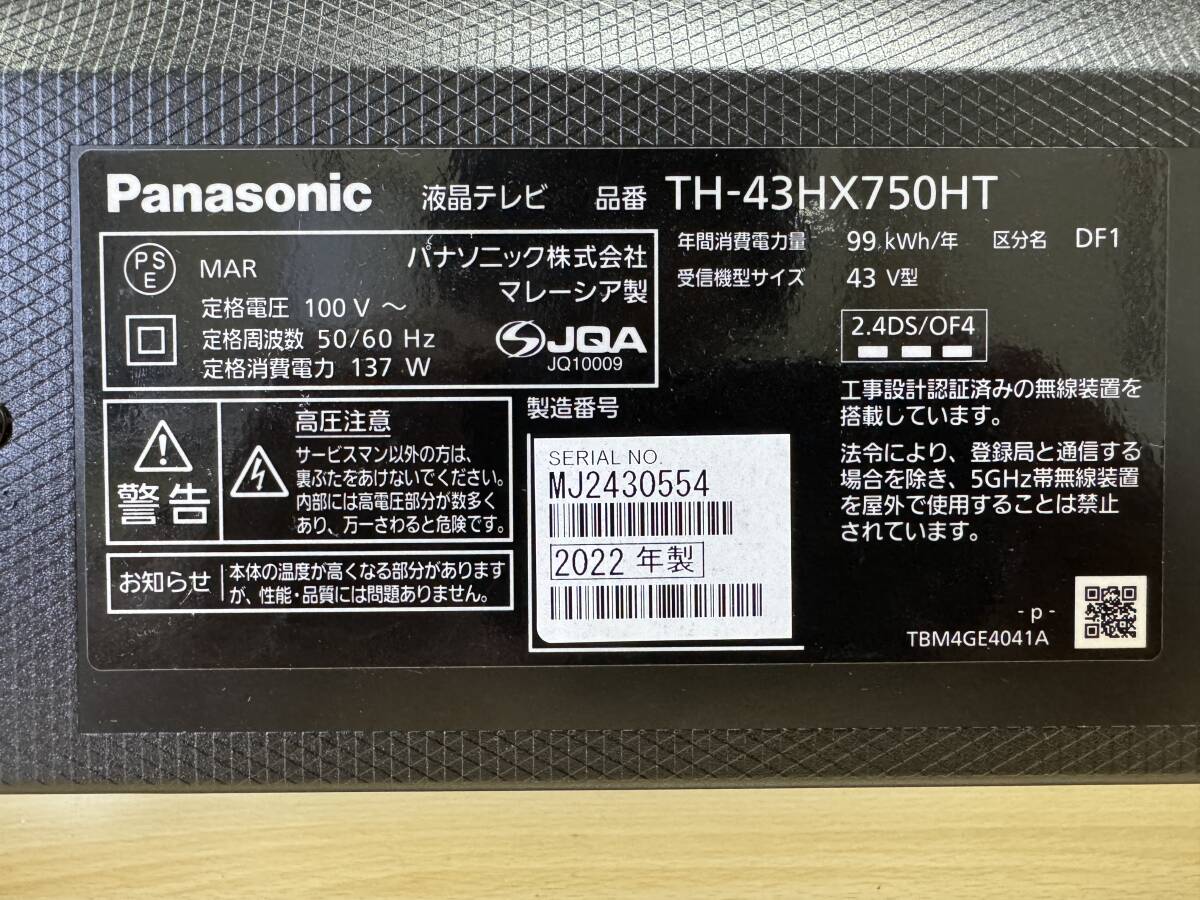 Panasonic 液晶テレビ 品番 TH-43HX750HT
PSE MAR
定格電圧 100 V ～
定格周波数 50/60 Hz
定格消費電力 137 W
パナソニック株式会社
マレーシア製
JQA
JQ10009
年間消費電力量 99 kWh/年 区分名 DF1
受信機型サイズ 43 V型
2.4DS/OF4
工事設計認証済みの無線装置を
搭載しています。
法令により、登録局と通信する
場合を除き、5GHz帯無線装置
を屋外で使用することは禁止
されています。
警告
高圧注意
サービスマン以外の方は、
裏ぶたをあけないでください。
内部には高電圧部分が数多く
あり、万一さわると危険です。
お知らせ
本体の温度が高くなる部分があります
が、性能・品質には問題ありません。
製造番号
SERIAL NO.
MJ2430554
2022 年製
- p -
TBM4GE4041A